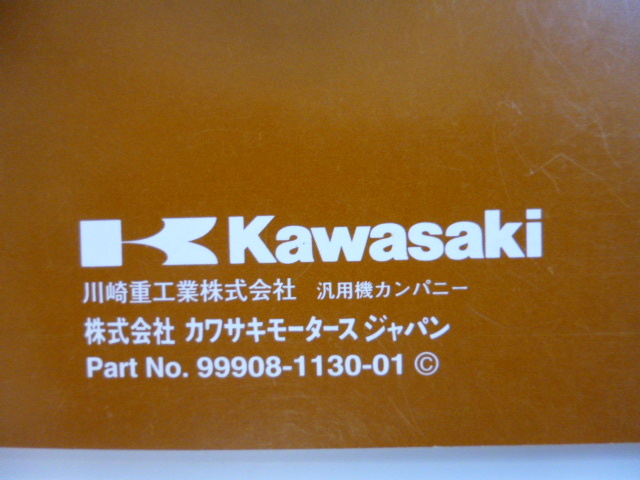 Kawasaki
川崎重工業株式会社 汎用機カンパニー
株式会社 カワサキモータースジャパン
Part No. 99908-1130-01 ©